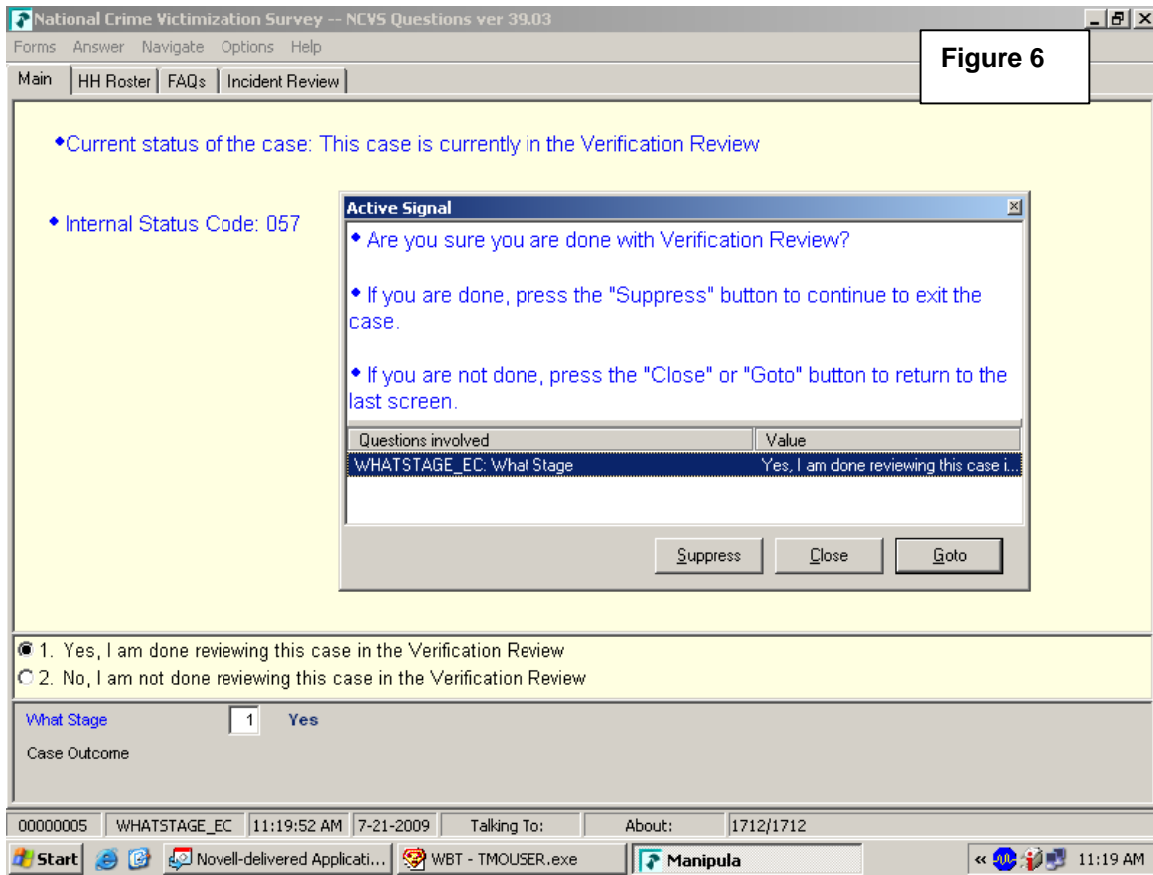 National Crime Victimization Survey -- NCVS Questions ver 39.03
Forms Answer Navigate Options Help
Figure 6
Main HH Roster FAQs Incident Review
Current status of the case: This case is currently in the Verification Review
Internal Status Code: 057
Active Signal
Are you sure you are done with Verification Review?
If you are done, press the "Suppress" button to continue to exit the
case.
If you are not done, press the "Close" or "Goto" button to return to the
last screen.
Questions involved Value
WHATSTAGE_EC: What Stage Yes, I am done reviewing this case i...
Suppress Close Goto
1. Yes, I am done reviewing this case in the Verification Review
2. No, I am not done reviewing this case in the Verification Review
What Stage 1 Yes
Case Outcome
00000005 WHATSTAGE_EC 11:19:52 AM 7-21-2009 Talking To: About: 1712/1712
Start Novell-delivered Applicati... WBT - TMOUSER.exe Manipula « 11:19 AM